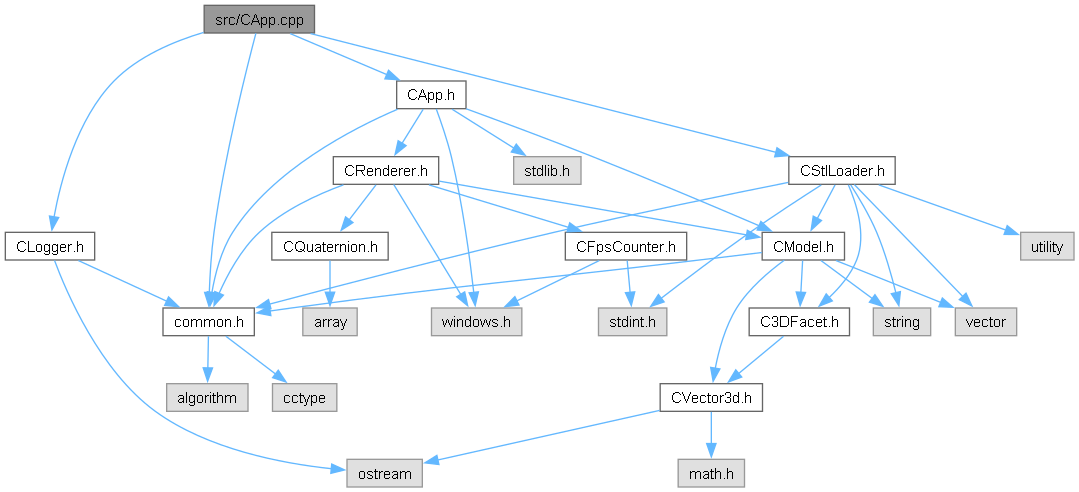 src/CApp.cpp
CApp.h
CRenderer.h
stdlib.h
CStlLoader.h
CLogger.h
CQuaternion.h
CFpsCounter.h
CModel.h
utility
common.h
array
windows.h
stdint.h
C3DFacet.h
string
vector
algorithm
cctype
CVector3d.h
ostream
math.h